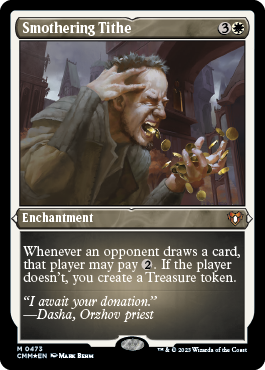 Smothering Tithe 3
Enchantment
Whenever an opponent draws a card,
that player may pay 2. If the player
doesn't, you create a Treasure token.
“I await your donation.”
—Dasha, Orzhov priest
M 0473
CMM★EN Mark Behm
™ & © 2023 Wizards of the Coast